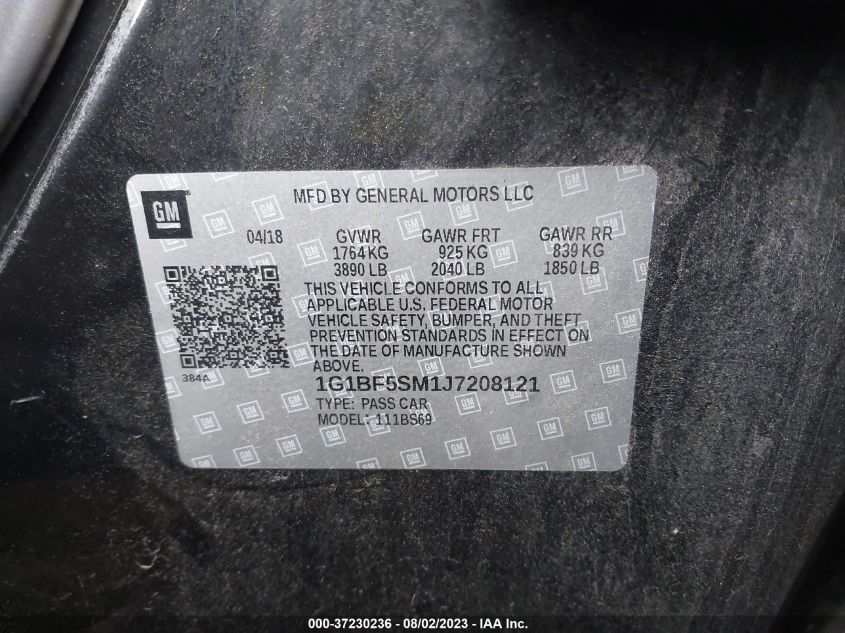 GM
MFD BY GENERAL MOTORS LLC
04/18 GVWR GAWR FRT GAWR RR
1764 KG 925 KG 839 KG
3890 LB 2040 LB 1850 LB
THIS VEHICLE CONFORMS TO ALL
APPLICABLE U.S. FEDERAL MOTOR
VEHICLE SAFETY, BUMPER, AND THEFT
PREVENTION STANDARDS IN EFFECT ON
THE DATE OF MANUFACTURE SHOWN
ABOVE.
384A
1G1BF5SM1J7208121
TYPE: PASS CAR
MODEL: 111BS69
000-37230236 - 08/02/2023 - IAA Inc.